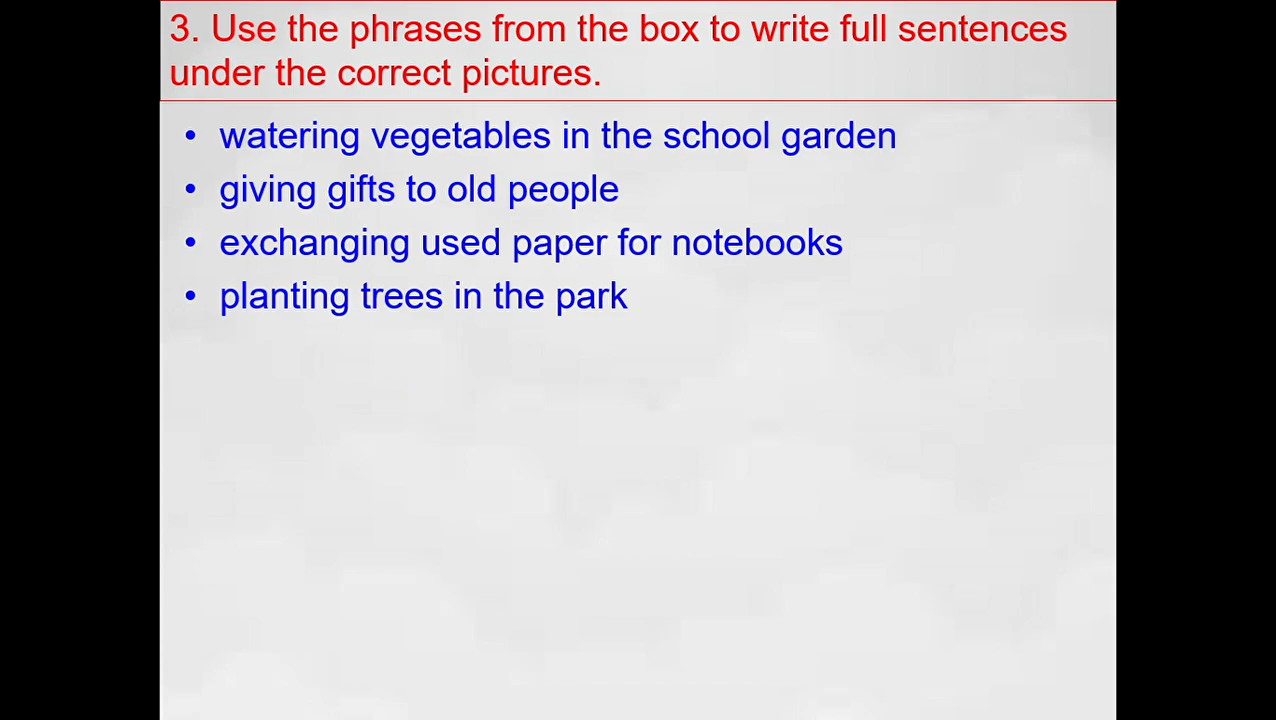 3. Use the phrases from the box to write full sentences
under the correct pictures.
• watering vegetables in the school garden
• giving gifts to old people
• exchanging used paper for notebooks
• planting trees in the park